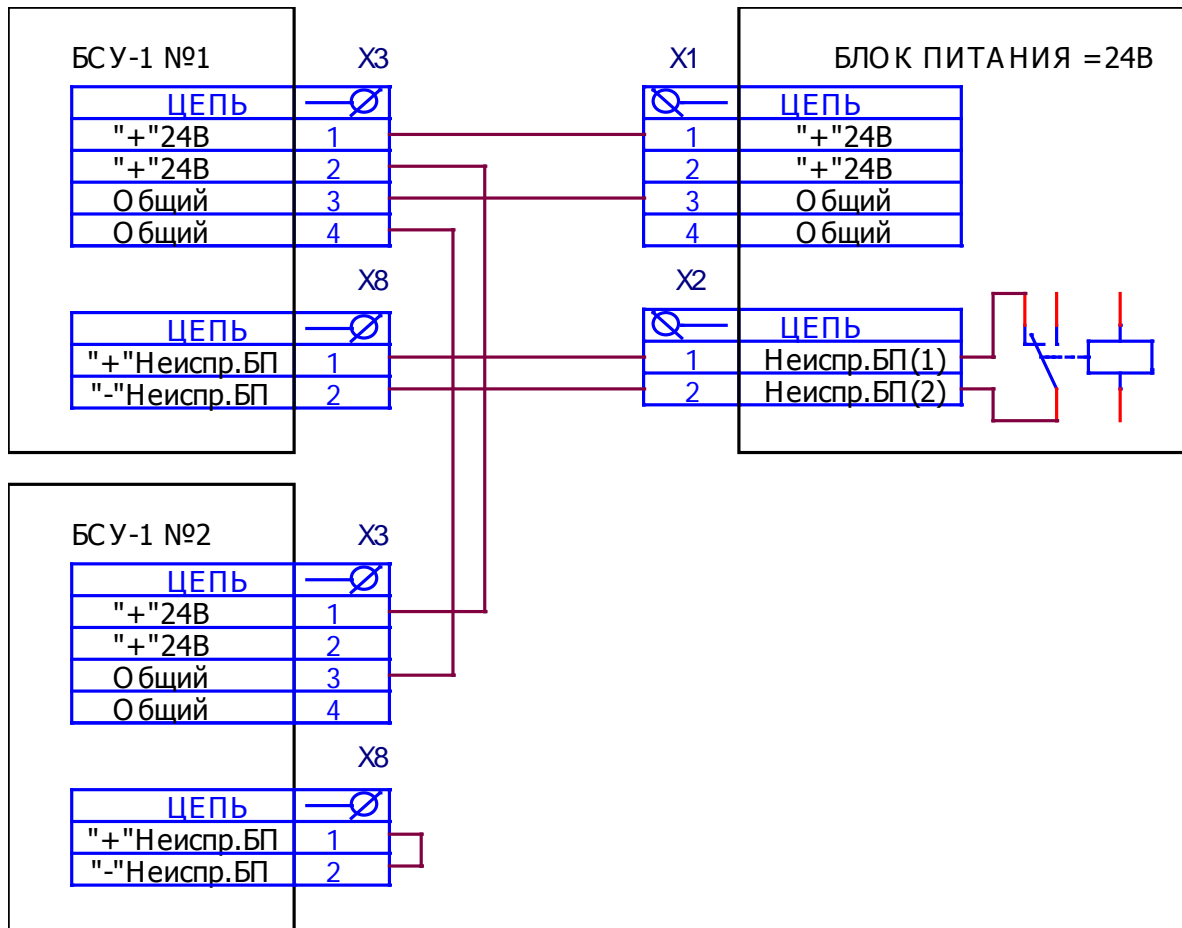 БСУ-1 №1 X3
ЦЕПЬ
"+"24В 1
"+"24В 2
Общий 3
Общий 4
X8
ЦЕПЬ
"+"Неиспр.БП 1
"-"Неиспр.БП 2
X1 БЛОК ПИТАНИЯ =24В
ЦЕПЬ
1 "+"24В
2 "+"24В
3 Общий
4 Общий
X2
ЦЕПЬ
1 Неиспр.БП(1)
2 Неиспр.БП(2)
БСУ-1 №2 X3
ЦЕПЬ
"+"24В 1
"+"24В 2
Общий 3
Общий 4
X8
ЦЕПЬ
"+"Неиспр.БП 1
"-"Неиспр.БП 2